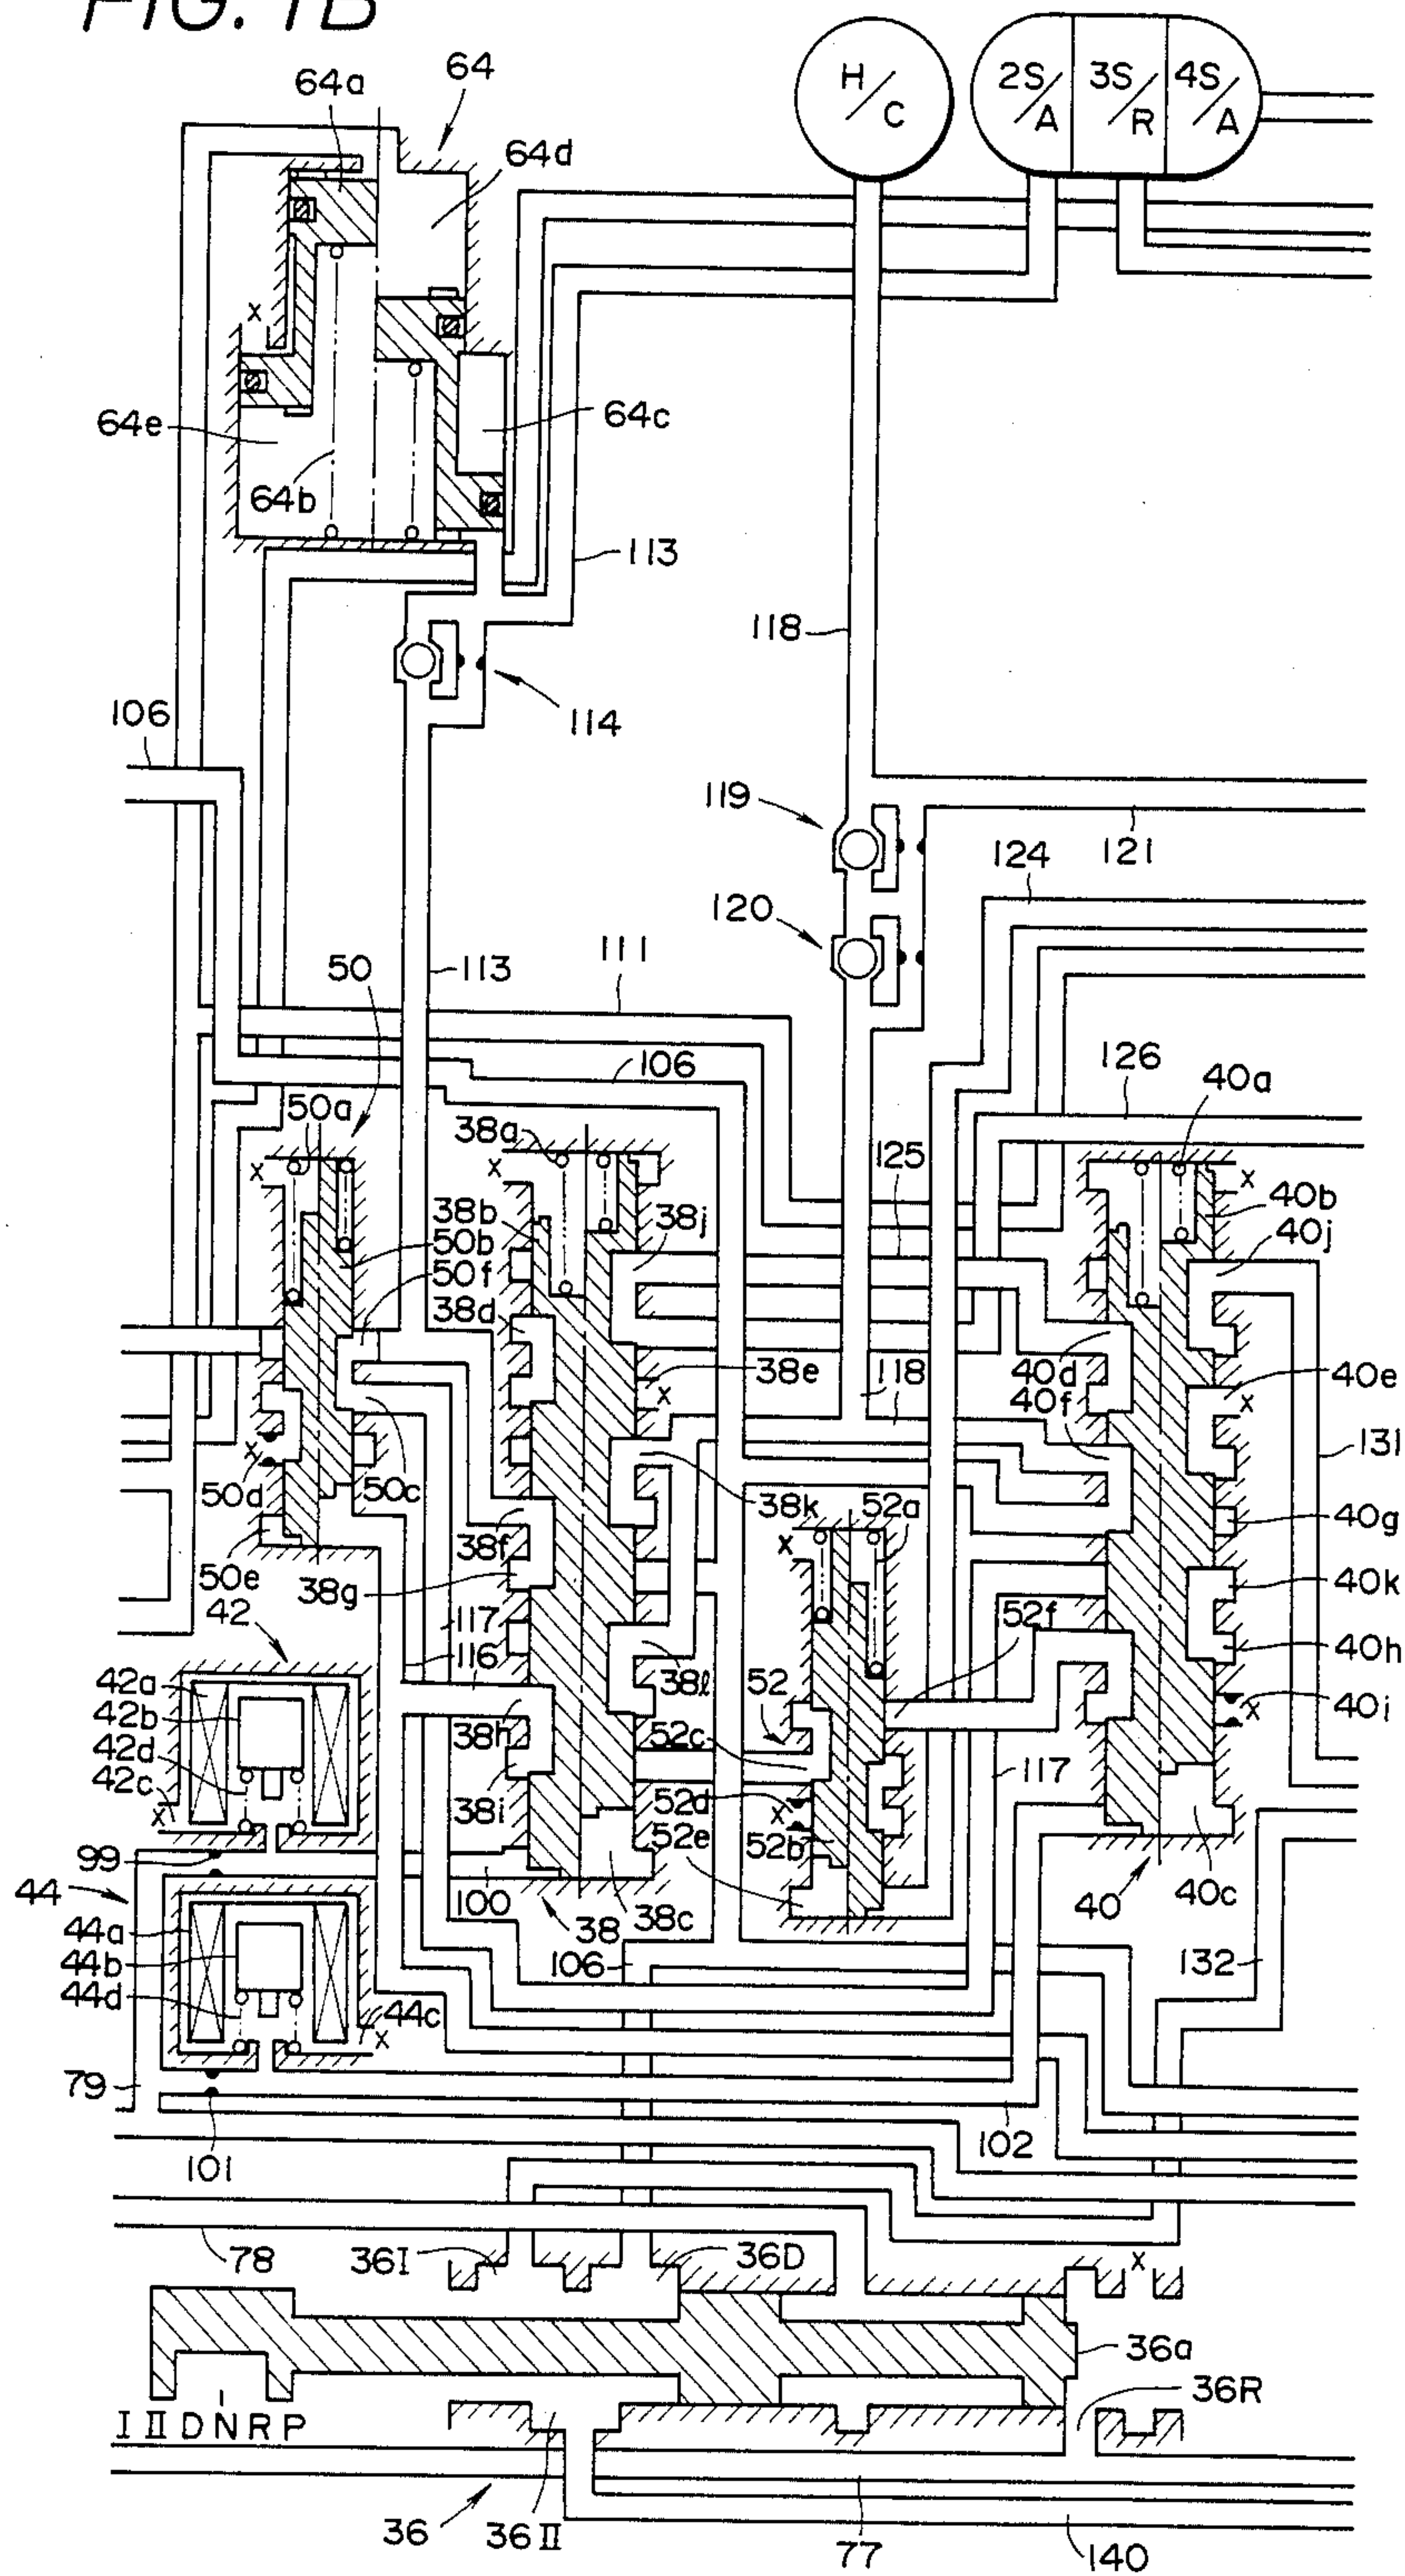 FIG. 1B
64
64a
64d
H/C
2S/A 3S/R 4S/A
x
64e
64c
64b
113
118
114
106
119
121
124
120
111
50
113
106
126
40a
50a
38a
125
x
x
x
40b
38b
38j
40j
50b
50f
38d
38e
118
40d
40e
x
40f
x
131
x
50d
50c
38k
52a
40g
38f
x
50e
38g
40k
42
117
52f
116
40h
42a
38l
52
42b
38h
52c
40i
x
42d
117
42c
38i
52d
x
x
52e
52b
99
44
100
40c
38c
40
44a
38
44b
106
132
44d
44c
x
79
102
101
78
36I
36D
x
36a
36R
I II D N R P
36
36II
77
140